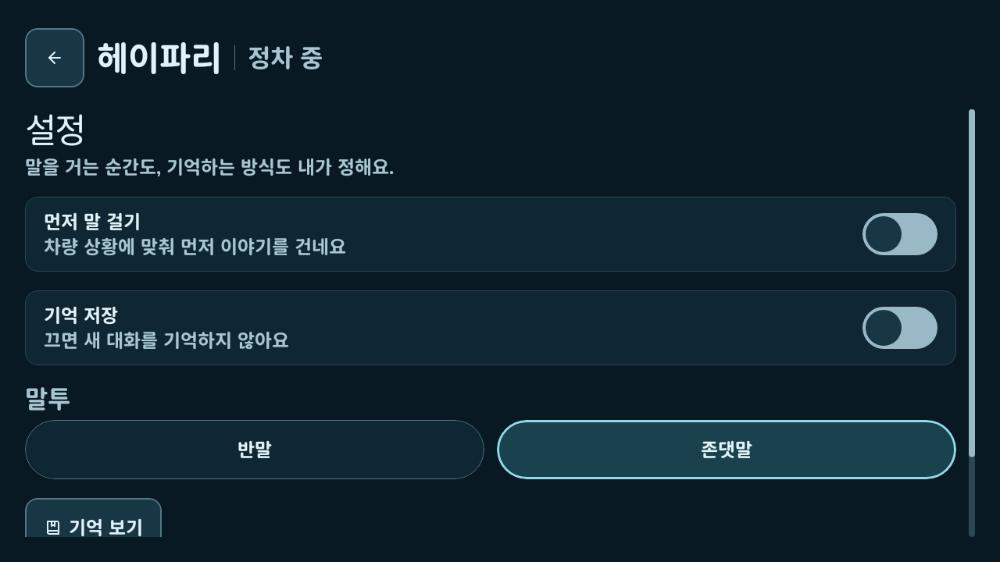 헤이파리
정차 중
설정
말을 거는 순간도, 기억하는 방식도 내가 정해요.
먼저 말 걸기
차량 상황에 맞춰 먼저 이야기를 건네요
기억 저장
끄면 새 대화를 기억하지 않아요
말투
반말
존댓말
기억 보기